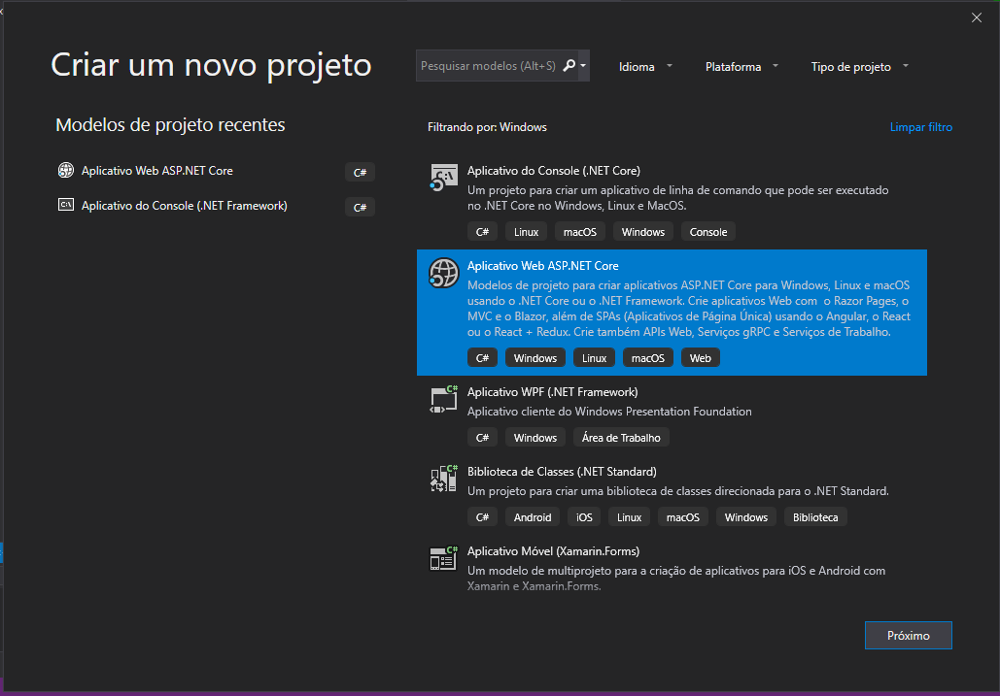 Criar um novo projeto
Pesquisar modelos (Alt+S)
Idioma
Plataforma
Tipo de projeto
Modelos de projeto recentes
Aplicativo Web ASP.NET Core
C#
Aplicativo do Console (.NET Framework)
C#
Filtrando por: Windows
Limpar filtro
Aplicativo do Console (.NET Core)
Um projeto para criar um aplicativo de linha de comando que pode ser executado
no .NET Core no Windows, Linux e MacOS.
C# Linux macOS Windows Console
Aplicativo Web ASP.NET Core
Modelos de projeto para criar aplicativos ASP.NET Core para Windows, Linux e macOS
usando o .NET Core ou o .NET Framework. Crie aplicativos Web com o Razor Pages, o
MVC e o Blazor, além de SPAs (Aplicativos de Página Única) usando o Angular, o React
ou o React + Redux. Crie também APIs Web, Serviços gRPC e Serviços de Trabalho.
C# Windows Linux macOS Web
C#
Aplicativo WPF (.NET Framework)
Aplicativo cliente do Windows Presentation Foundation
C# Windows Área de Trabalho
C#
Biblioteca de Classes (.NET Standard)
Um projeto para criar uma biblioteca de classes direcionada para o .NET Standard.
C# Android iOS Linux macOS Windows Biblioteca
C#
Aplicativo Móvel (Xamarin.Forms)
Um modelo de multiprojeto para a criação de aplicativos para iOS e Android com
Xamarin e Xamarin.Forms.
Próximo